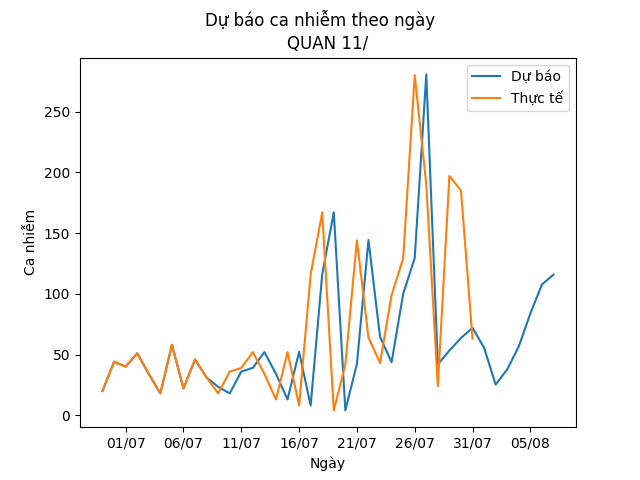 Dự báo ca nhiễm theo ngày
QUAN 11/
Dự báo
Thực tế
Ca nhiễm
250
200
150
100
50
0
01/07 06/07 11/07 16/07 21/07 26/07 31/07 05/08
Ngày